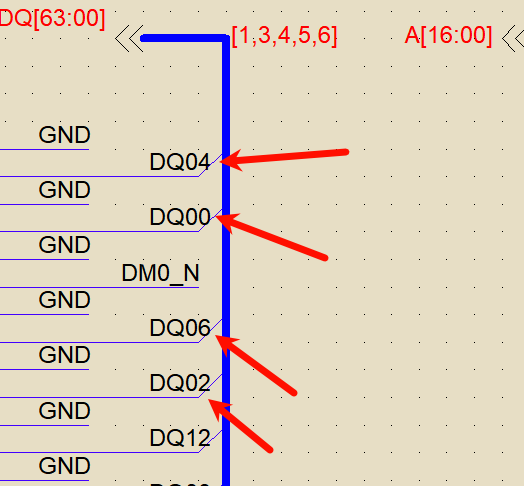 DQ[63:00]
[1,3,4,5,6]
A[16:00]
GND
DQ04
GND
DQ00
GND
DM0_N
GND
DQ06
GND
DQ02
GND
DQ12
GND